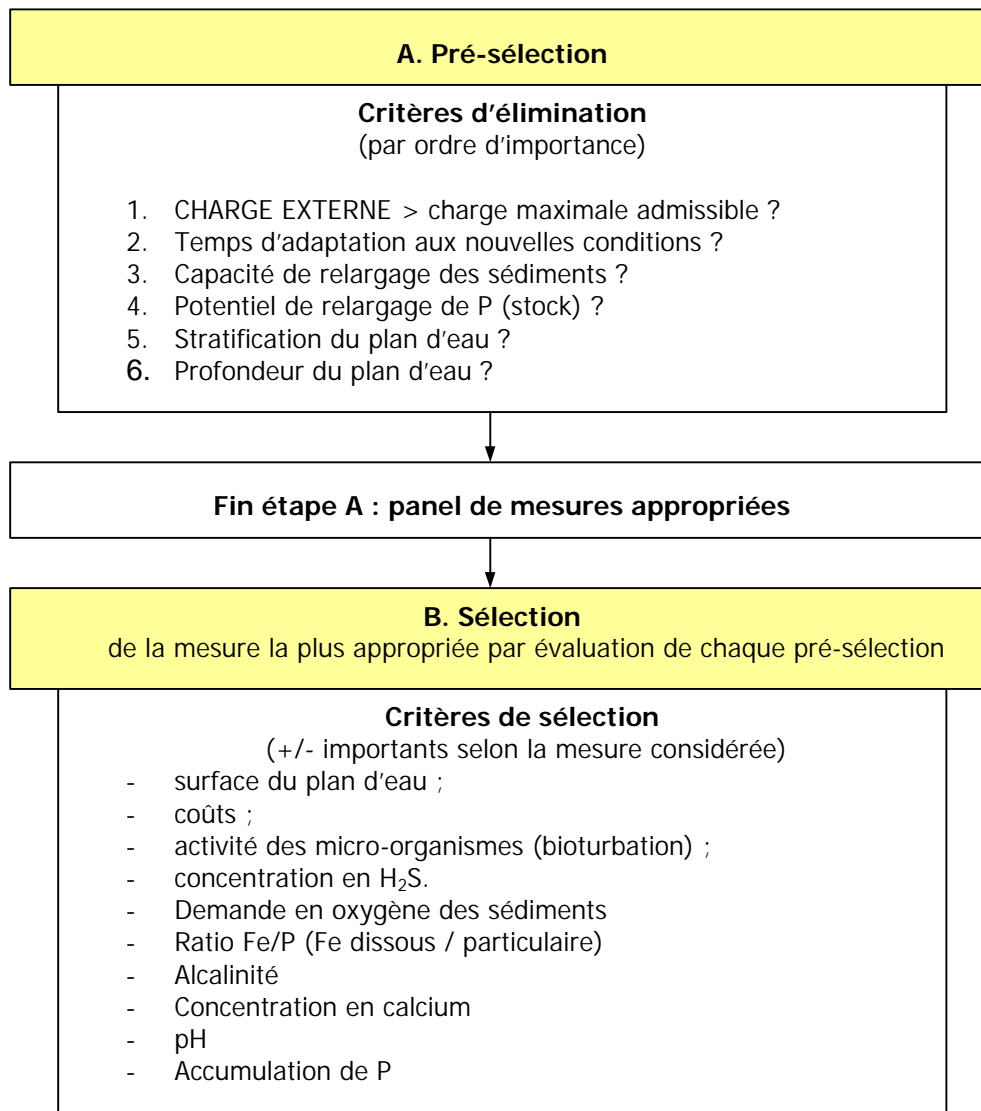 A. Pré-sélection
Critères d'élimination
(par ordre d'importance)
1. CHARGE EXTERNE > charge maximale admissible ?
2. Temps d'adaptation aux nouvelles conditions ?
3. Capacité de relargage des sédiments ?
4. Potentiel de relargage de P (stock) ?
5. Stratification du plan d'eau ?
6. Profondeur du plan d'eau ?
Fin étape A : panel de mesures appropriées
B. Sélection
de la mesure la plus appropriée par évaluation de chaque pré-sélection
Critères de sélection
(+/- importants selon la mesure considérée)
- surface du plan d'eau ;
- coûts ;
- activité des micro-organismes (bioturbation) ;
- concentration en H₂S.
- Demande en oxygène des sédiments
- Ratio Fe/P (Fe dissous / particulaire)
- Alcalinité
- Concentration en calcium
- pH
- Accumulation de P